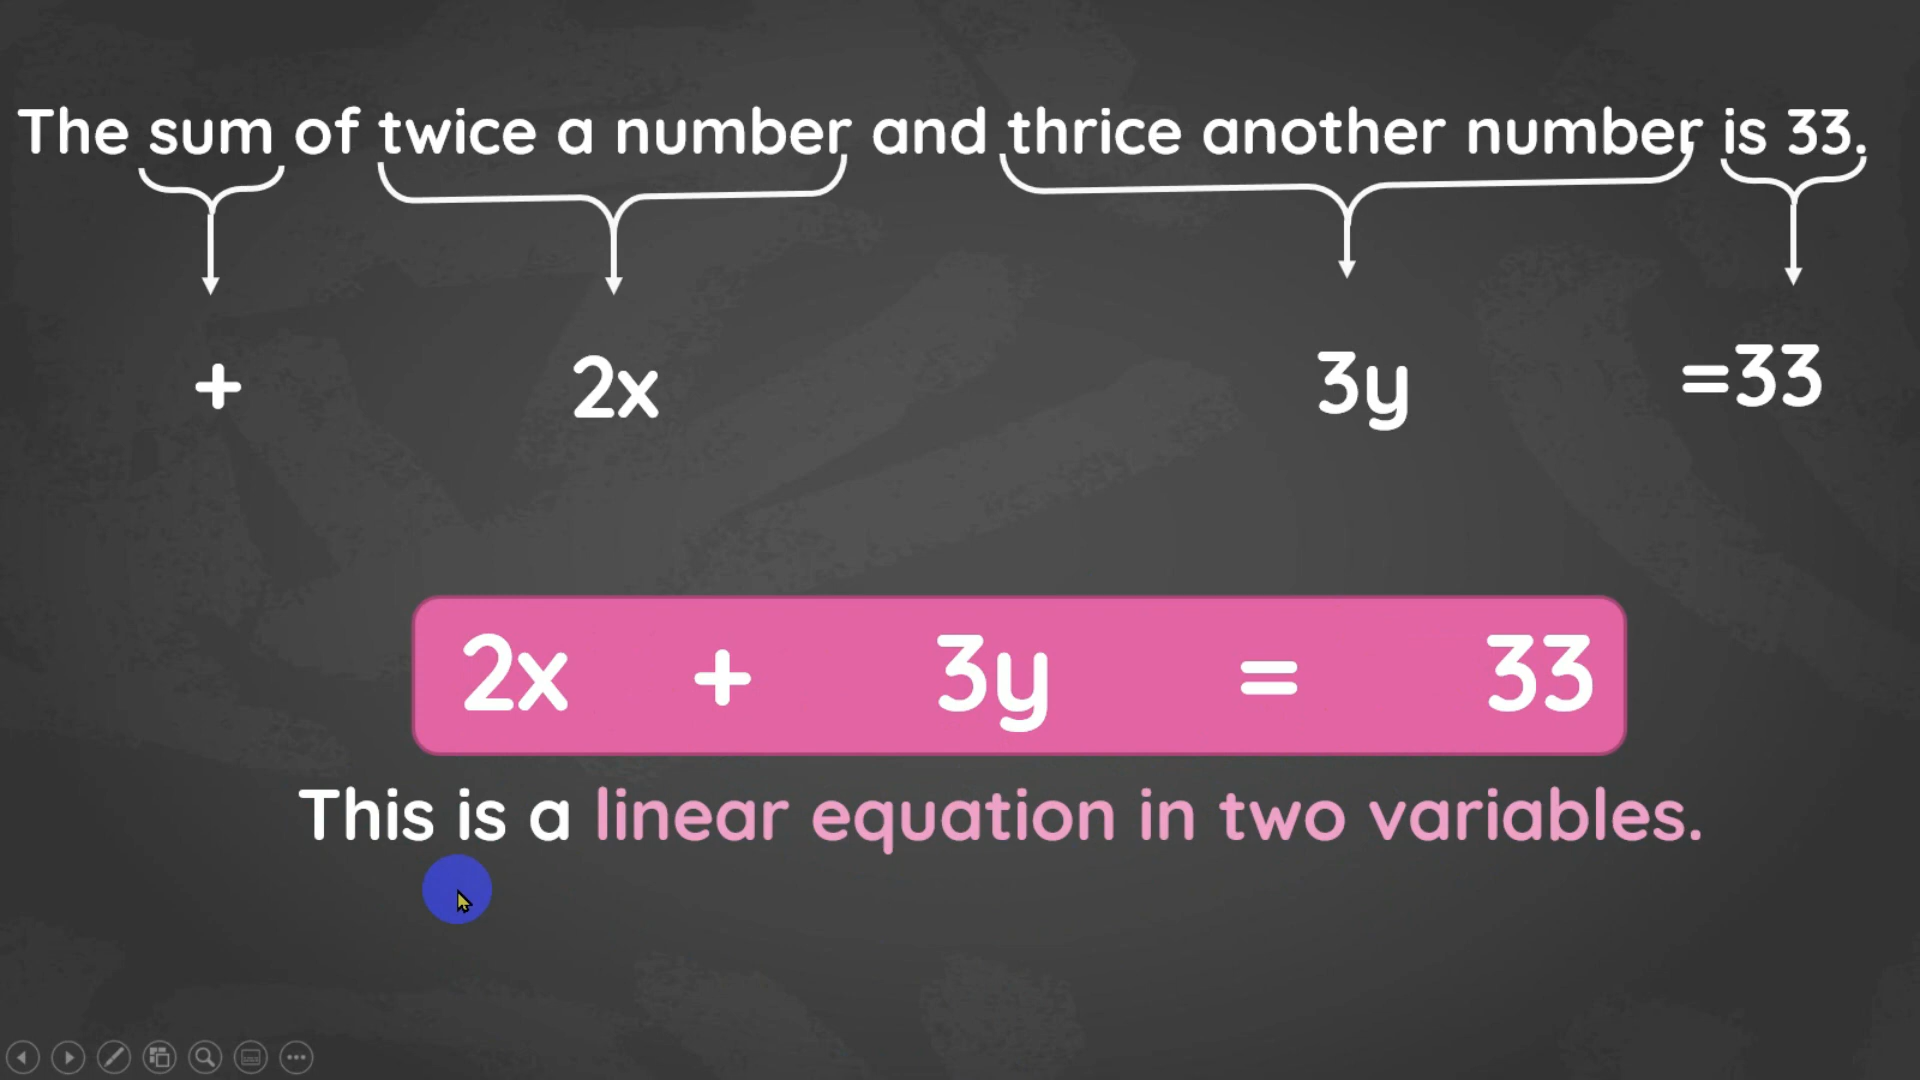 The sum of twice a number and thrice another number is 33.
+ 2x 3y =33
2x + 3y = 33
This is a linear equation in two variables.